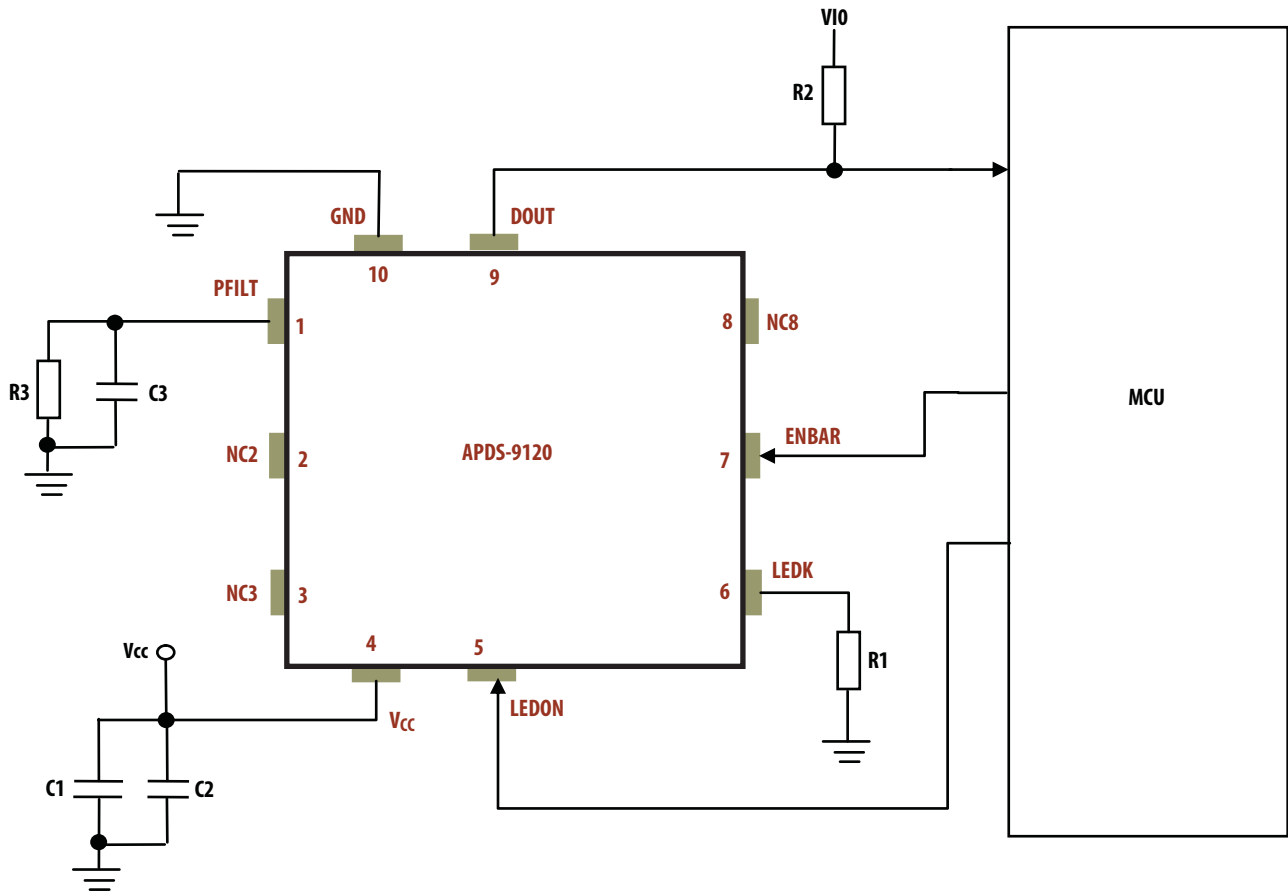 VI0
R2
GND
DOUT
10
9
PFILT
1
8
NC8
R3
C3
MCU
ENBAR
NC2
2
APDS-9120
7
LEDK
NC3
3
6
4
5
Vcc
R1
LEDON
Vcc
C1
C2